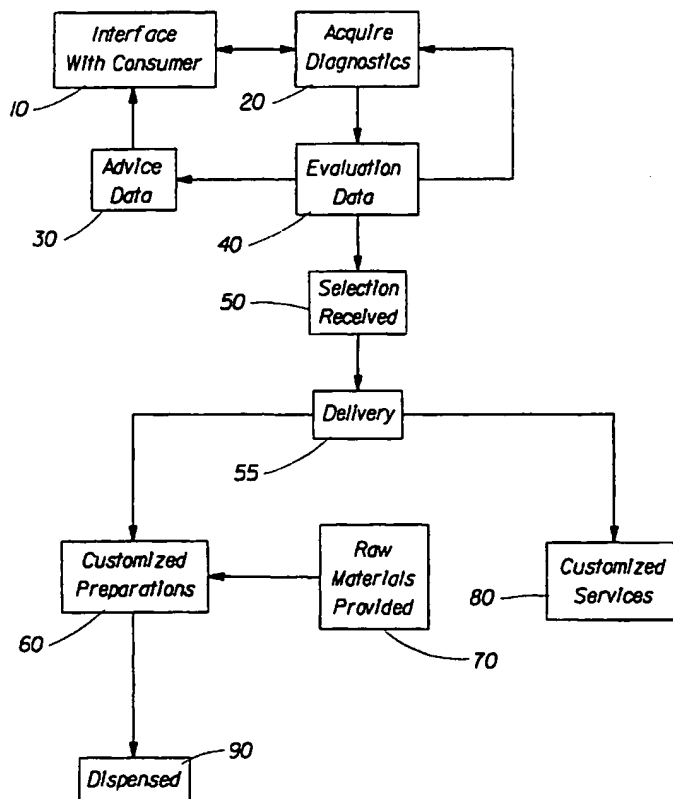 Interface
With Consumer
10
Acquire
Diagnostics
20
Advice
Data
30
Evaluation
Data
40
Selection
Received
50
Delivery
55
Customized
Preparations
60
Raw
Materials
Provided
70
Customized
Services
80
Dispensed
90